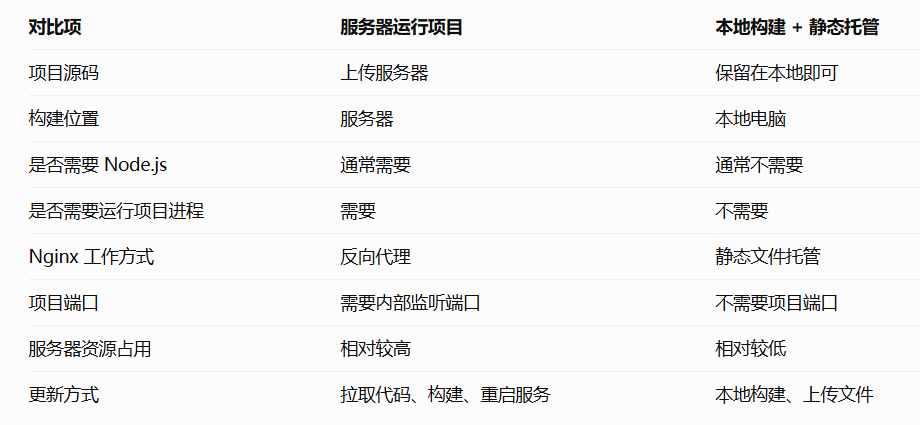 对比项 服务器运行项目 本地构建 + 静态托管
项目源码 上传服务器 保留在本地即可
构建位置 服务器 本地电脑
是否需要 Node.js 通常需要 通常不需要
是否需要运行项目进程 需要 不需要
Nginx 工作方式 反向代理 静态文件托管
项目端口 需要内部监听端口 不需要项目端口
服务器资源占用 相对较高 相对较低
更新方式 拉取代码、构建、重启服务 本地构建、上传文件